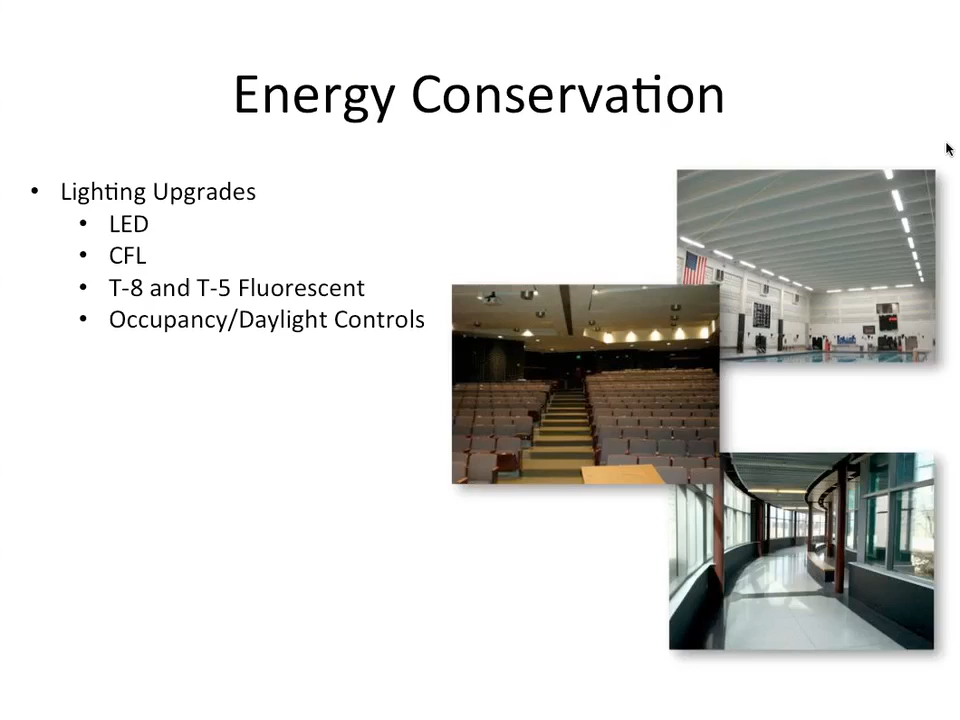 Energy Conservation
• Lighting Upgrades
• LED
• CFL
• T-8 and T-5 Fluorescent
• Occupancy/Daylight Controls